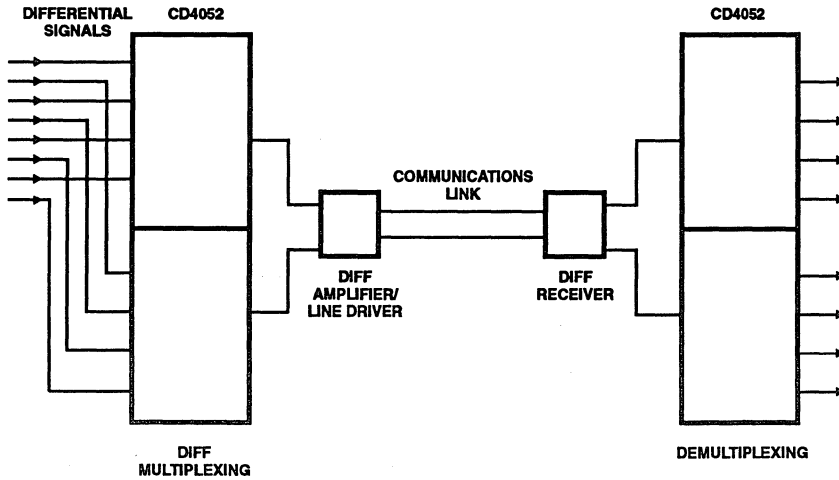 DIFFERENTIAL
SIGNALS
CD4052
CD4052
COMMUNICATIONS
LINK
DIFF
AMPLIFIER/
LINE DRIVER
DIFF
RECEIVER
DIFF
MULTIPLEXING
DEMULTIPLEXING